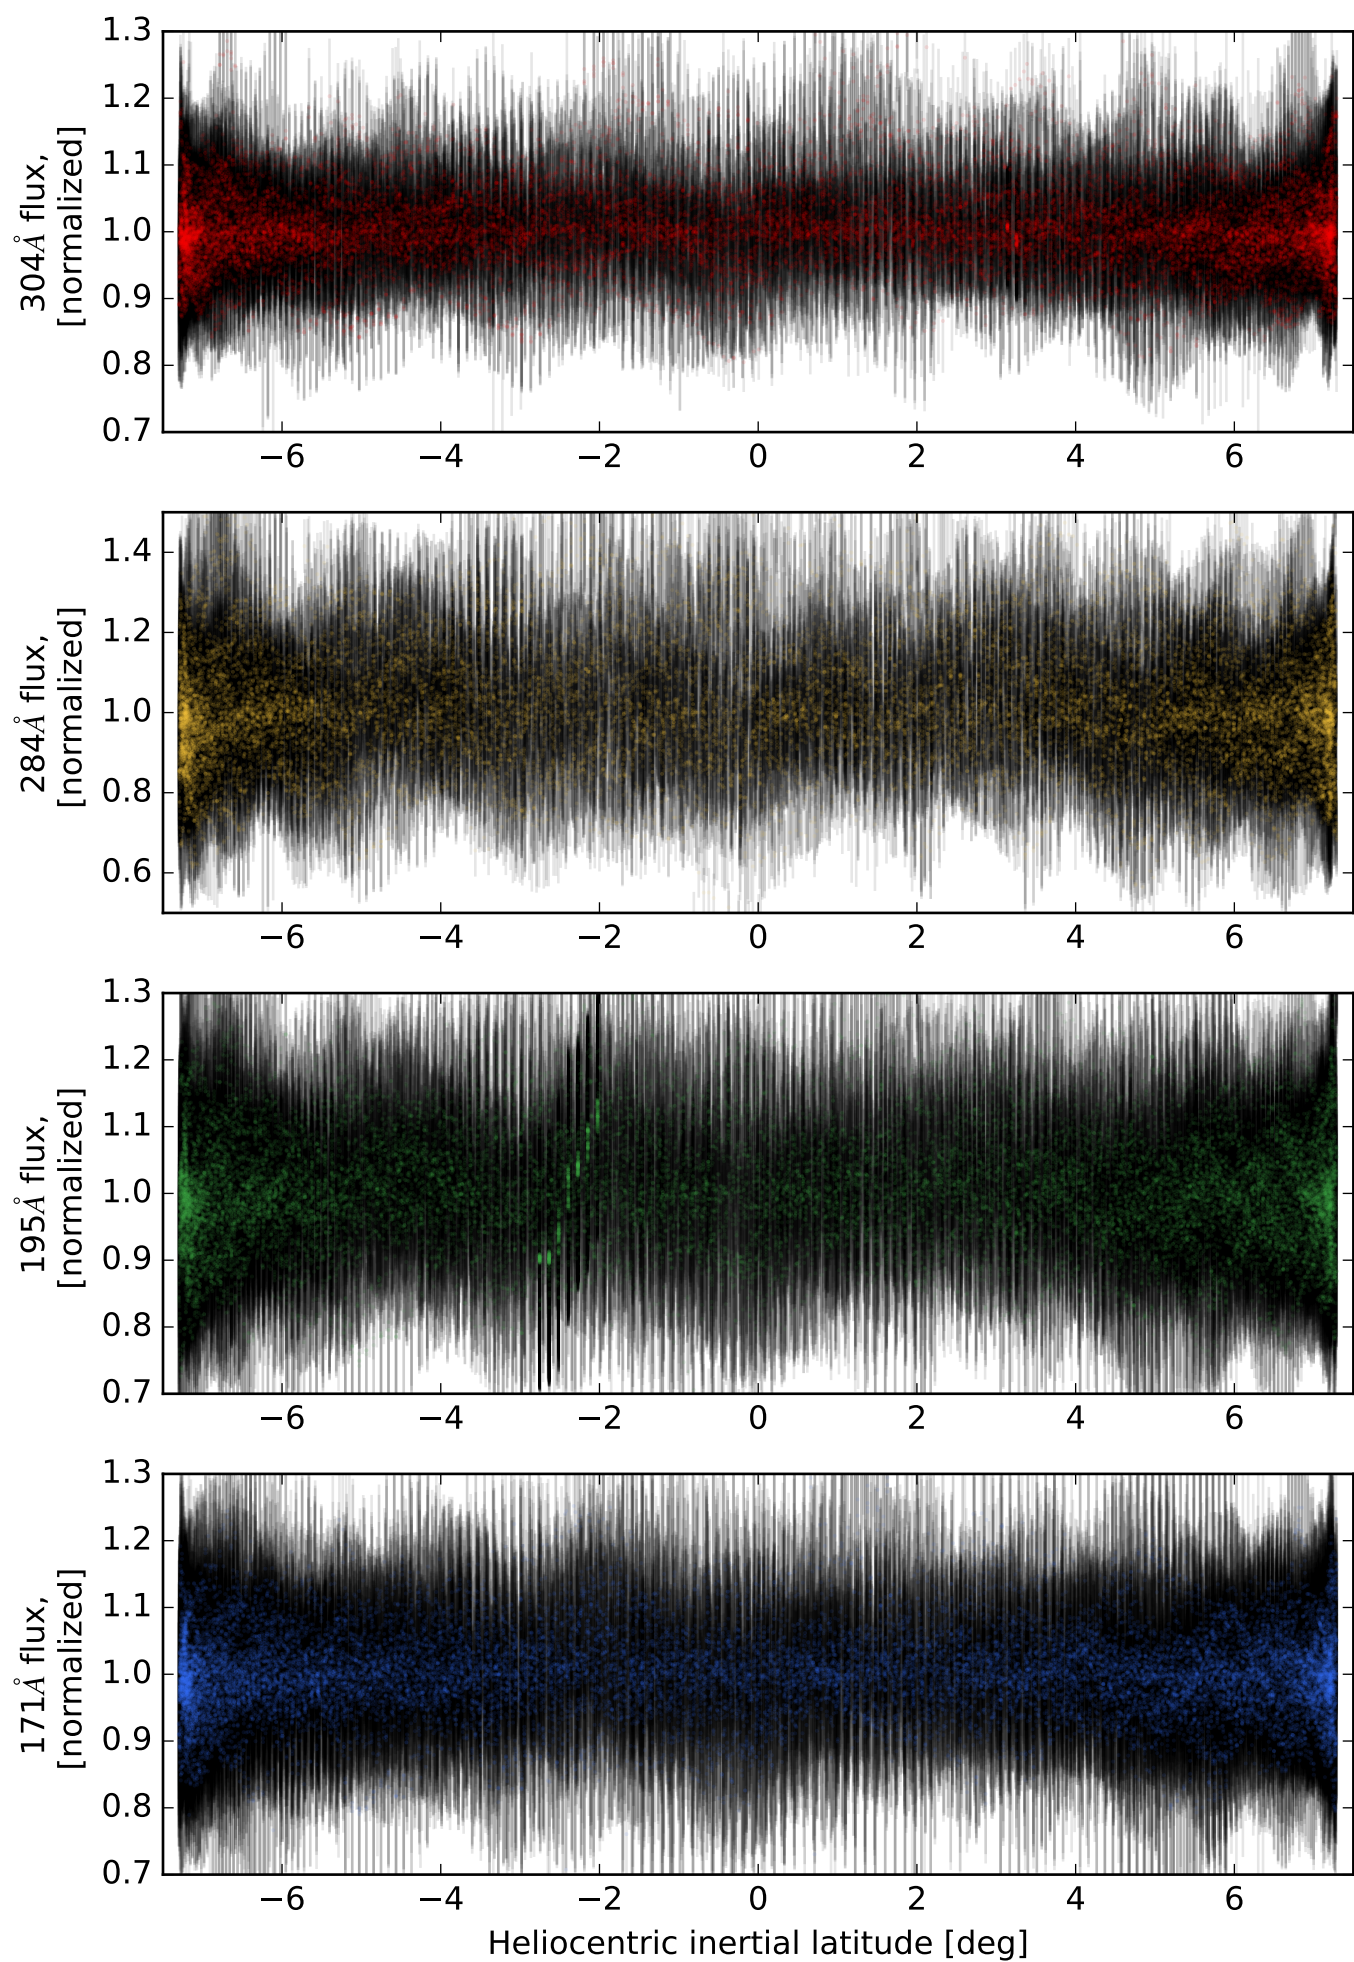 304Å flux,
[normalized]
1.3
1.2
1.1
1.0
0.9
0.8
0.7
−6 −4 −2 0 2 4 6
284Å flux,
[normalized]
1.4
1.2
1.0
0.8
0.6
−6 −4 −2 0 2 4 6
195Å flux,
[normalized]
1.3
1.2
1.1
1.0
0.9
0.8
0.7
−6 −4 −2 0 2 4 6
171Å flux,
[normalized]
1.3
1.2
1.1
1.0
0.9
0.8
0.7
−6 −4 −2 0 2 4 6
Heliocentric inertial latitude [deg]